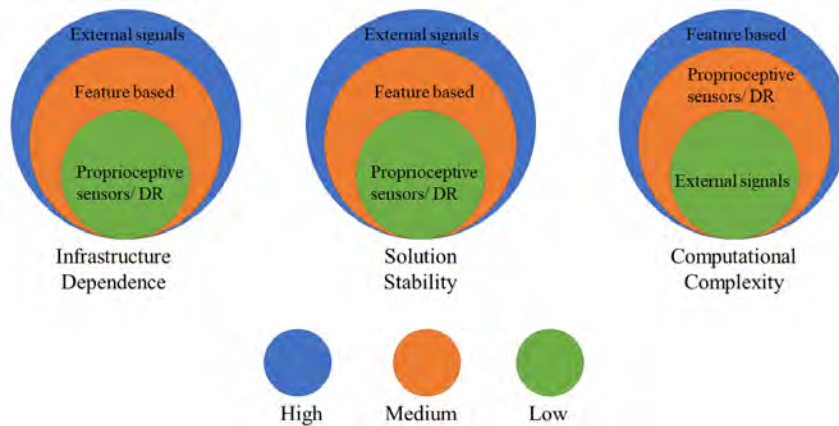 External signals
Feature based
Proprioceptive
sensors/ DR
Infrastructure
Dependence
External signals
Feature based
Proprioceptive
sensors/ DR
Solution
Stability
Feature based
Proprioceptive
sensors/ DR
External signals
Computational
Complexity
High
Medium
Low